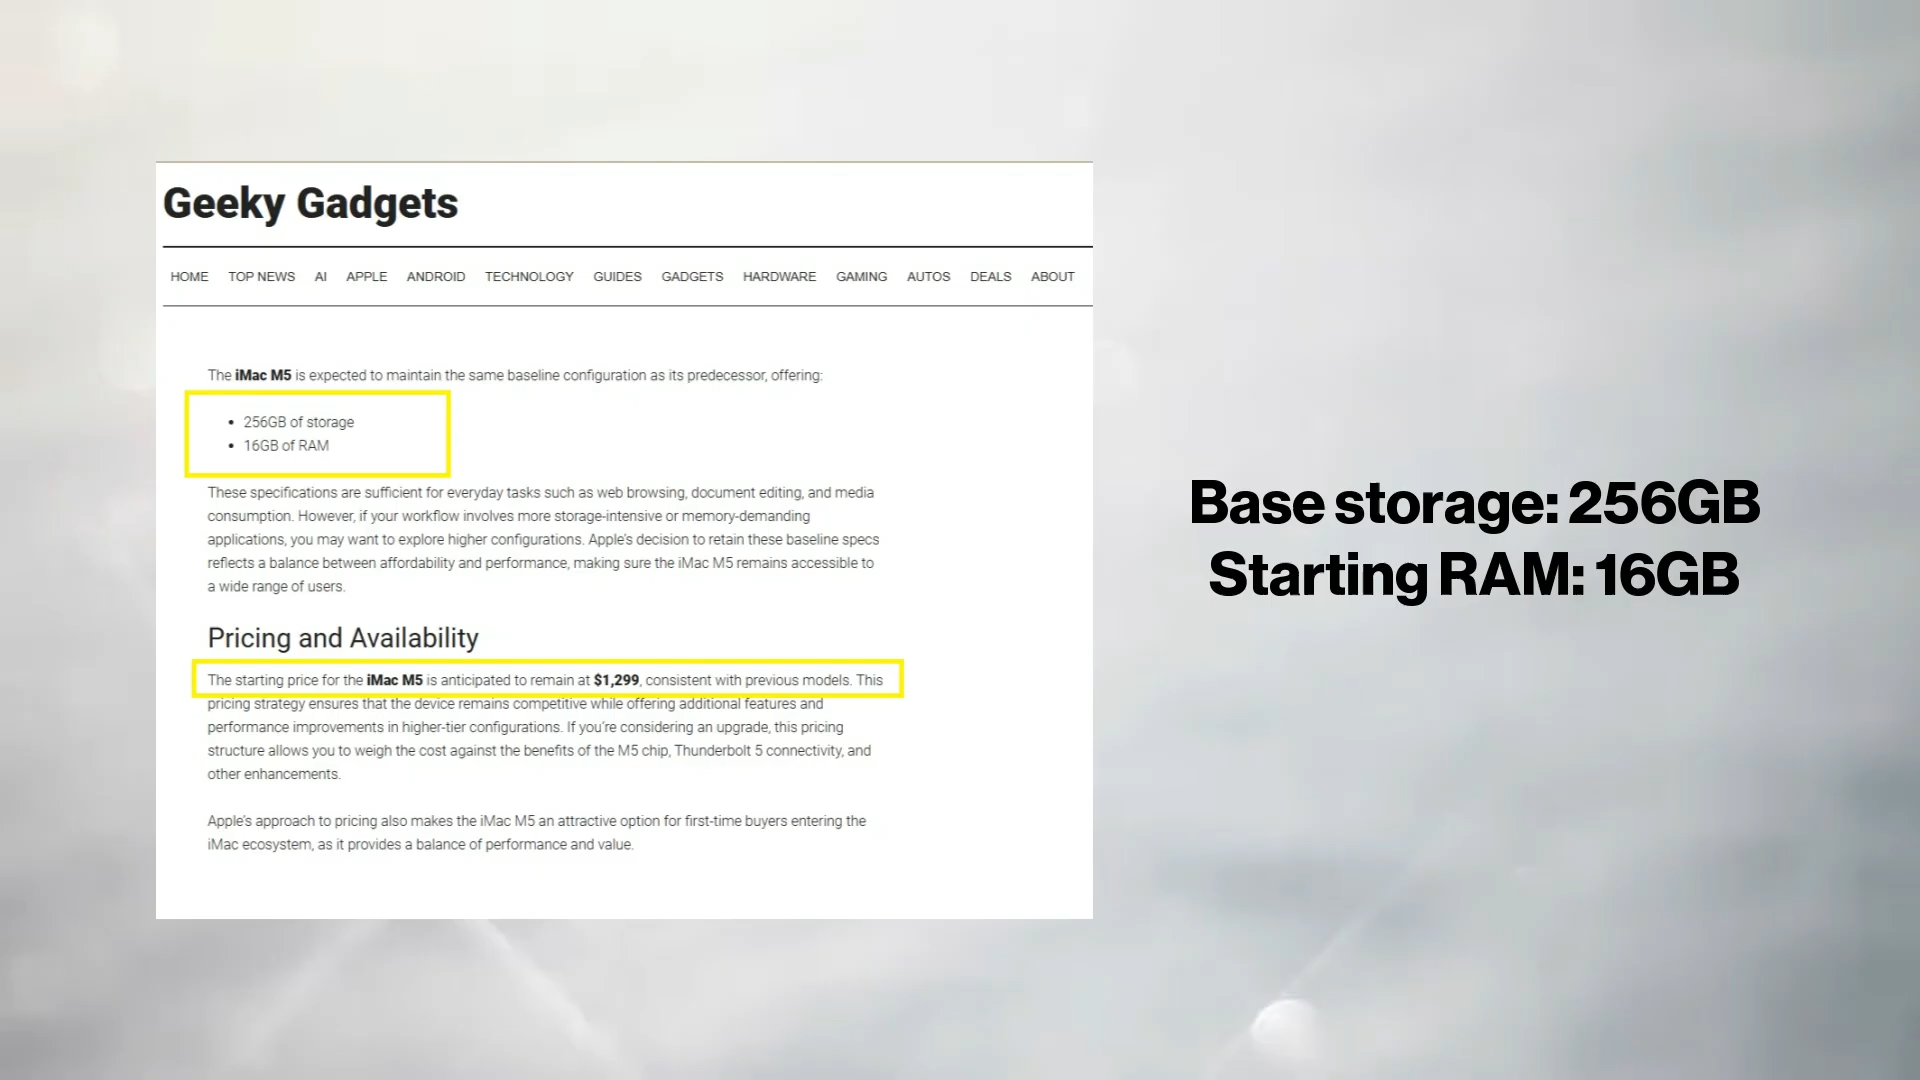 Geeky Gadgets
HOME TOP NEWS AI APPLE ANDROID TECHNOLOGY GUIDES GADGETS HARDWARE GAMING AUTOS DEALS ABOUT
The iMac M5 is expected to maintain the same baseline configuration as its predecessor, offering:
• 256GB of storage
• 16GB of RAM
These specifications are sufficient for everyday tasks such as web browsing, document editing, and media
consumption. However, if your workflow involves more storage-intensive or memory-demanding
applications, you may want to explore higher configurations. Apple's decision to retain these baseline specs
reflects a balance between affordability and performance, making sure the iMac M5 remains accessible to
a wide range of users.
Pricing and Availability
The starting price for the iMac M5 is anticipated to remain at $1,299, consistent with previous models. This
pricing strategy ensures that the device remains competitive while offering additional features and
performance improvements in higher-tier configurations. If you're considering an upgrade, this pricing
structure allows you to weigh the cost against the benefits of the M5 chip, Thunderbolt 5 connectivity, and
other enhancements.
Apple's approach to pricing also makes the iMac M5 an attractive option for first-time buyers entering the
iMac ecosystem, as it provides a balance of performance and value.
Base storage: 256GB
Starting RAM: 16GB